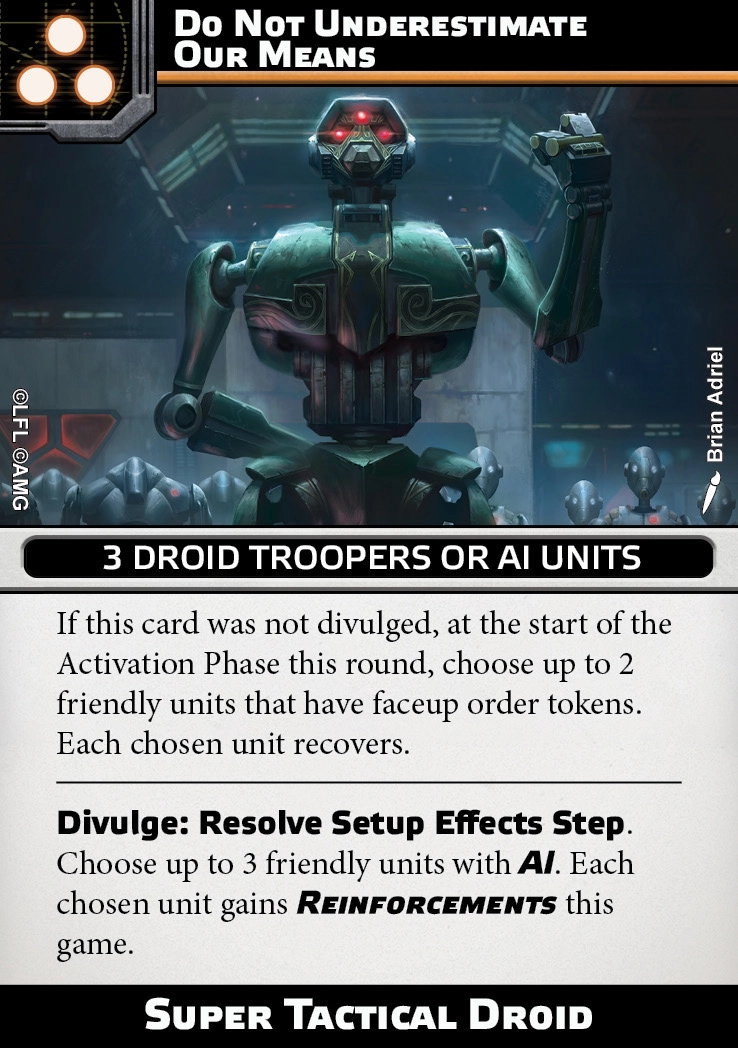 Do Not Underestimate
Our Means
©LFL ©AMG
Brian Adriel
3 DROID TROOPERS OR AI UNITS
If this card was not divulged, at the start of the
Activation Phase this round, choose up to 2
friendly units that have faceup order tokens.
Each chosen unit recovers.
Divulge: Resolve Setup Effects Step.
Choose up to 3 friendly units with AI. Each
chosen unit gains Reinforcements this
game.
Super Tactical Droid